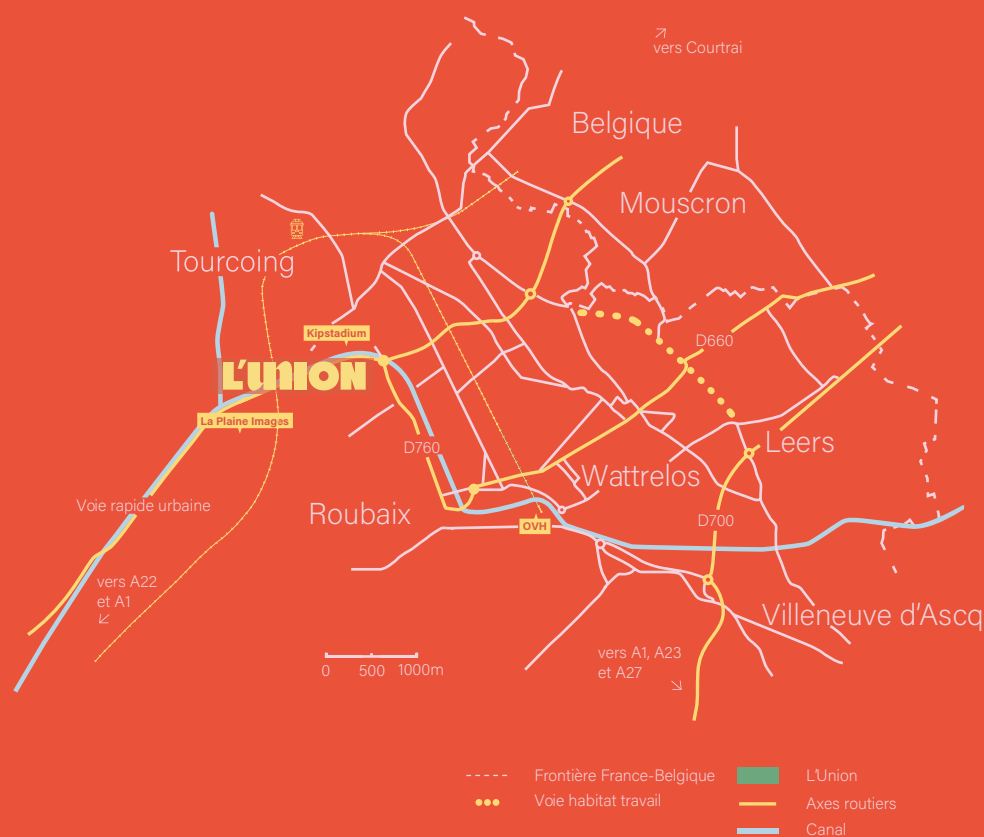 vers Courtrai
Belgique
Mouscron
Tourcoing
Kipstadium
D660
L'UNION
La Plaine Images
Leers
D760
Wattrelos
Voie rapide urbaine
Roubaix
D700
OVH
vers A22
et A1
Villeneuve d'Ascq
vers A1, A23
et A27
0 500 1000m
Frontière France-Belgique
L'Union
Voie habitat travail
Axes routiers
Canal